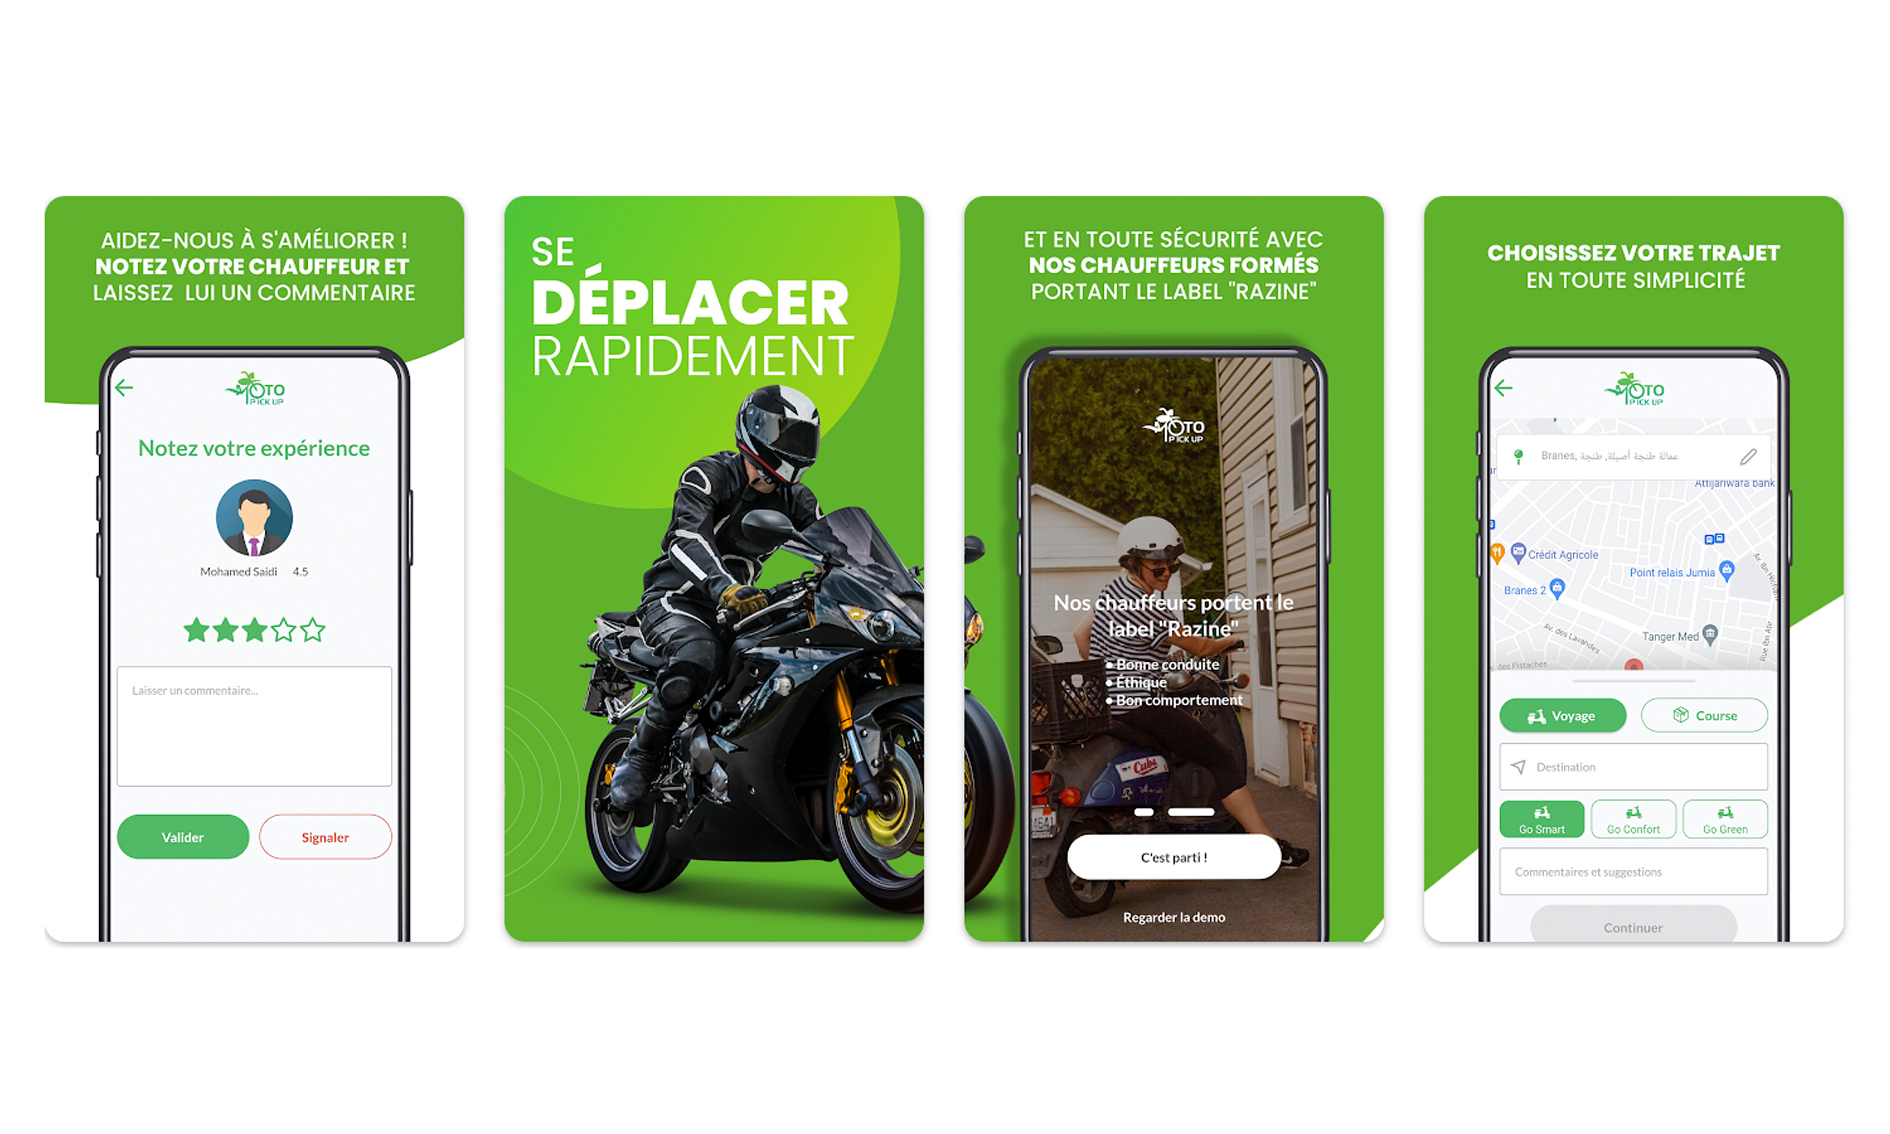 AIDEZ-NOUS À S'AMÉLIORER !
NOTEZ VOTRE CHAUFFEUR ET
LAISSEZ LUI UN COMMENTAIRE
MOTO
PICK UP
Notez votre expérience
Mohamed Saidi 4.5
Laisser un commentaire...
Valider
Signaler
SE
DÉPLACER
RAPIDEMENT
ET EN TOUTE SÉCURITÉ AVEC
NOS CHAUFFEURS FORMÉS
PORTANT LE LABEL "RAZINE"
MOTO
PICK UP
Nos chauffeurs portent le
label "Razine"
• Bonne conduite
• Éthique
• Bon comportement
Cubs
C'est parti !
Regarder la demo
CHOISISSEZ VOTRE TRAJET
EN TOUTE SIMPLICITÉ
MOTO
PICK UP
Branes, عمالة طنجة أصيلة, طنجة
Attijariwafa bank
Crédit Agricole
Point relais Jumia
Branes 2
Av. des Lavandes
Tanger Med
des Pistaches
Voyage
Course
Destination
Go Smart
Go Confort
Go Green
Commentaires et suggestions
Continuer